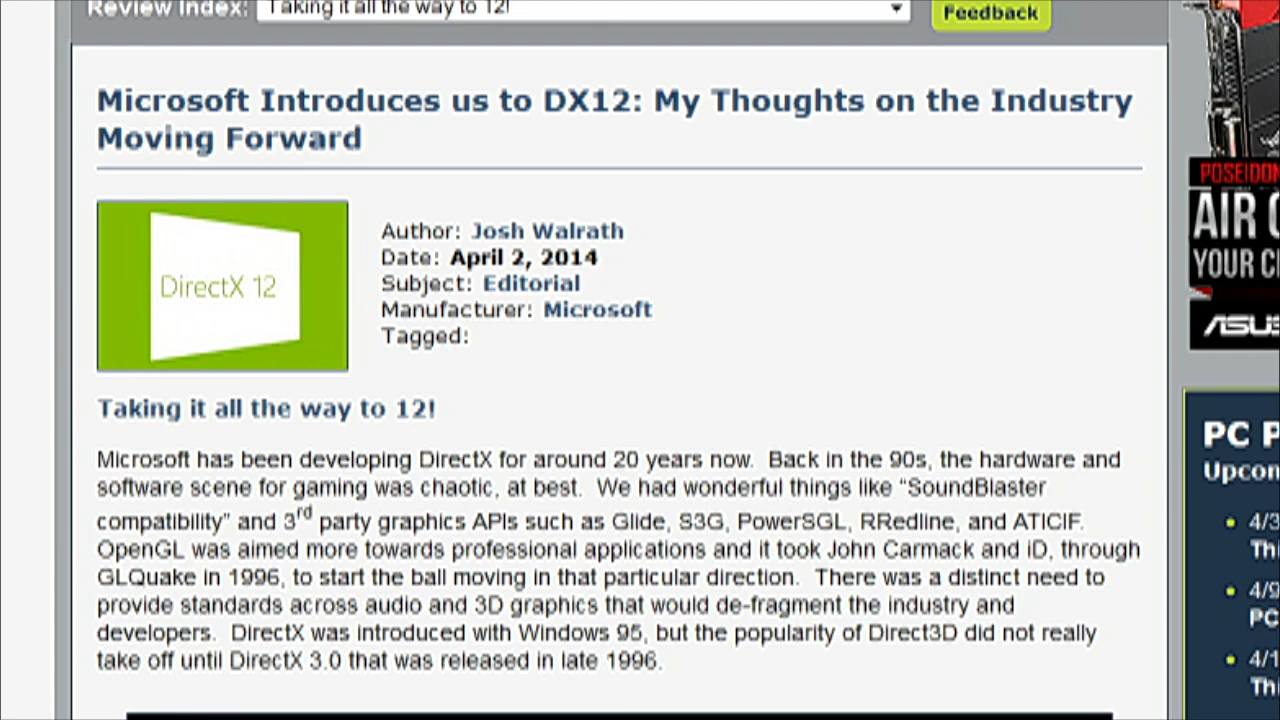 Review Index:
Taking it all the way to 12!
Feedback
Microsoft Introduces us to DX12: My Thoughts on the Industry
Moving Forward
DirectX 12
Author: Josh Walrath
Date: April 2, 2014
Subject: Editorial
Manufacturer: Microsoft
Tagged:
Taking it all the way to 12!
Microsoft has been developing DirectX for around 20 years now.  Back in the 90s, the hardware and
software scene for gaming was chaotic, at best.  We had wonderful things like “SoundBlaster
compatibility” and 3rd party graphics APIs such as Glide, S3G, PowerSGL, RRedline, and ATICIF.
OpenGL was aimed more towards professional applications and it took John Carmack and iD, through
GLQuake in 1996, to start the ball moving in that particular direction.  There was a distinct need to
provide standards across audio and 3D graphics that would de-fragment the industry and
developers.  DirectX was introduced with Windows 95, but the popularity of Direct3D did not really
take off until DirectX 3.0 that was released in late 1996.
POSEIDON
AIR
YOUR
ASUS
PC P
Upcom
4/3
Thi
4/9
PC
4/1
Thi